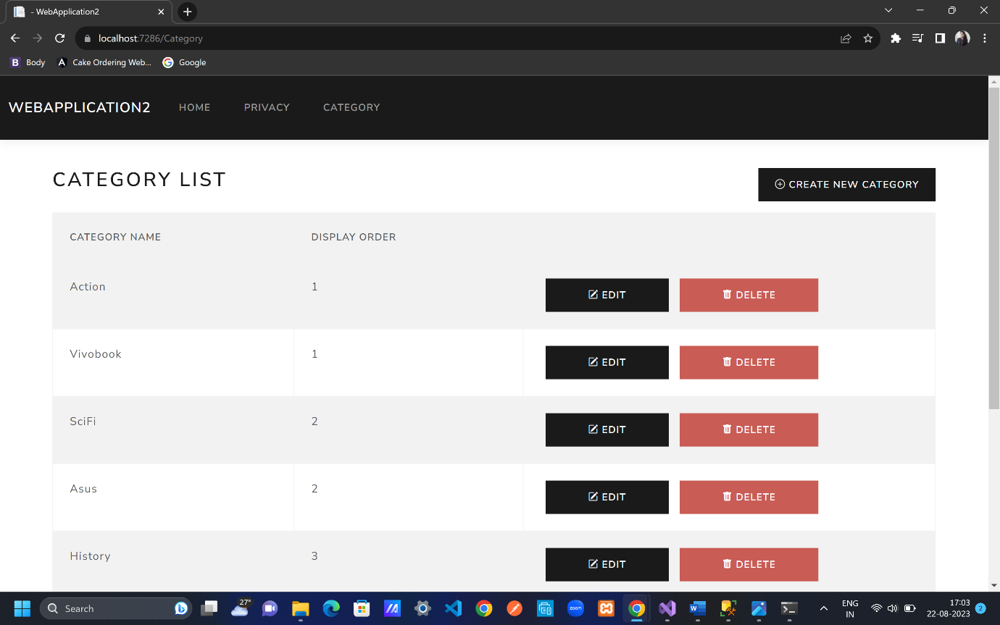 - WebApplication2
localhost:7286/Category
B Body A Cake Ordering Web... G Google
WEBAPPLICATION2 HOME PRIVACY CATEGORY
CATEGORY LIST
CREATE NEW CATEGORY
CATEGORY NAME DISPLAY ORDER
Action 1 EDIT DELETE
Vivobook 1 EDIT DELETE
SciFi 2 EDIT DELETE
Asus 2 EDIT DELETE
History 3 EDIT DELETE
Search 27° zoom ENG 17:03
IN 22-08-2023 2